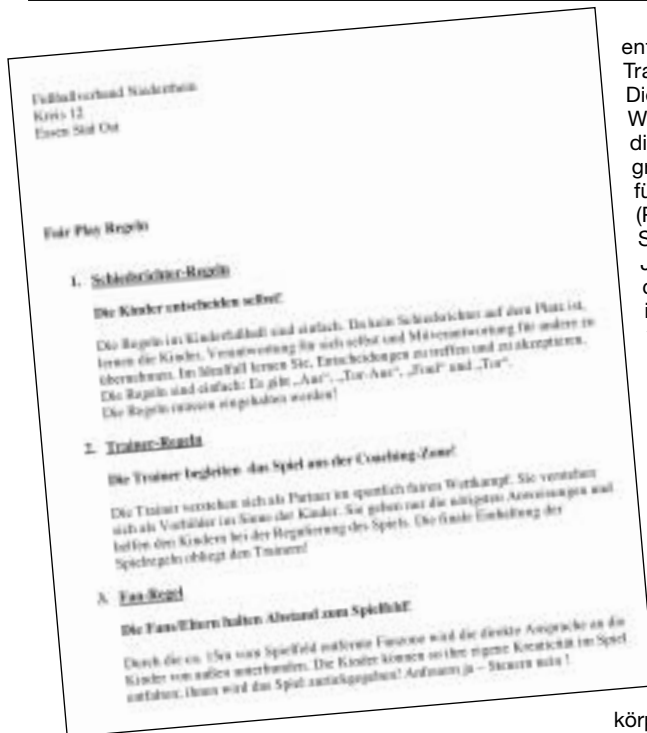 Fußballverband Niederrhein
Kreis 12
Essen Süd Ost
Fair Play Regeln
1. Schiedsrichter-Regeln
Die Kinder entscheiden selbst!
Die Regeln im Kinderfußball sind einfach. Da kein Schiedsrichter auf dem Platz ist,
lernen die Kinder, Verantwortung für sich selbst und Mitverantwortung für andere zu
übernehmen. Im Idealfall lernen Sie, Entscheidungen zu treffen und zu akzeptieren.
Die Regeln sind einfach: Es gibt „Aus“, „Tor-Aus“, „Foul“ und „Tor“.
Die Regeln müssen eingehalten werden!
2. Trainer-Regeln
Die Trainer begleiten das Spiel aus der Coaching-Zone!
Die Trainer verstehen sich als Partner im sportlich fairen Wettkampf. Sie verstehen
sich als Vorbilder im Sinne der Kinder. Sie geben nur die nötigsten Anweisungen und
helfen den Kindern bei der Regulierung des Spiels. Die finale Einhaltung der
Spielregeln obliegt den Trainern!
3. Fan-Regel
Die Fans/Eltern halten Abstand zum Spielfeld!
Durch die ca. 15m vom Spielfeld entfernte Fanzone wird die direkte Ansprache an die
Kinder von außen unterbunden. Die Kinder können so ihre eigene Kreativität im Spiel
entfalten, ihnen wird das Spiel zurückgegeben! Anfeuern ja – Steuern nein !